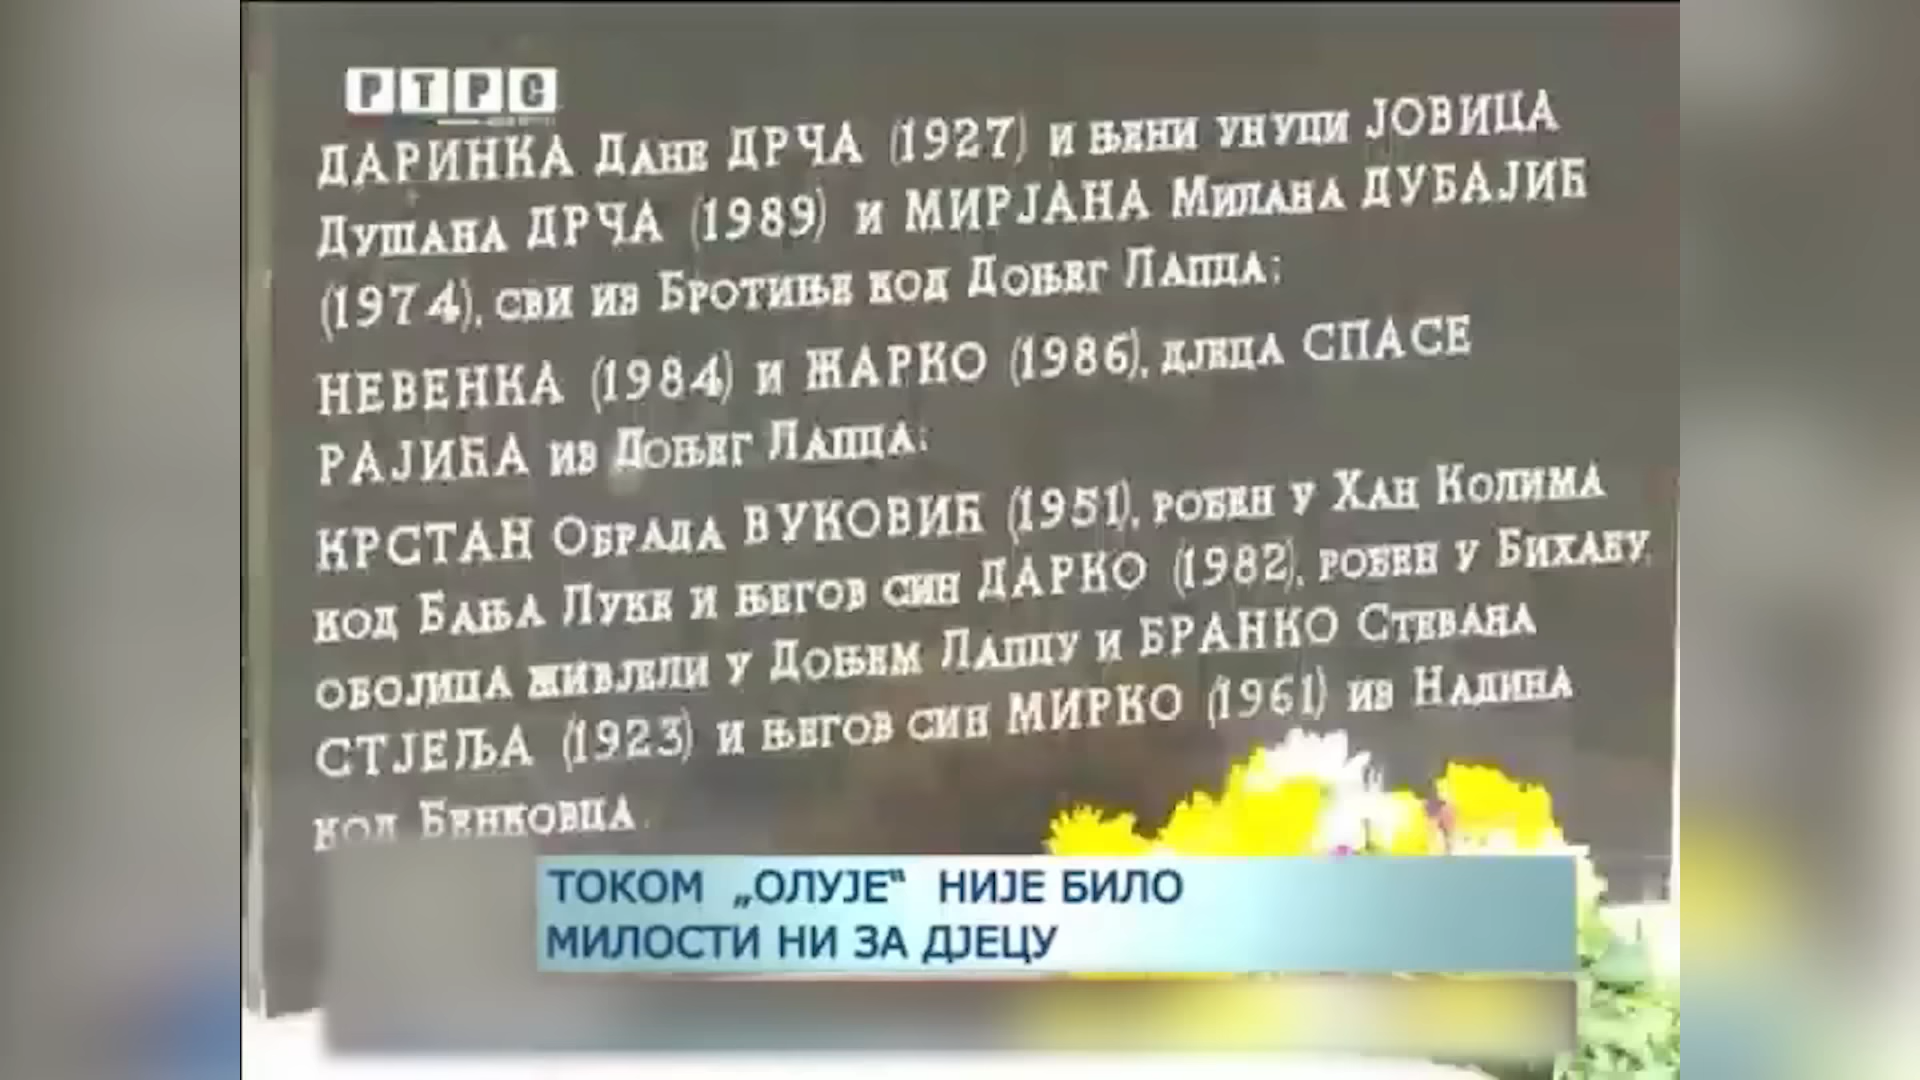 РТРС
ДАРИНКА Дане ДРЧА (1927) и њени унуци ЈОВИЦА
Душана ДРЧА (1989) и МИРЈАНА Милана ДУБАЈИЋ
(1974), сви из Бротиње код Доњег Лапца;
НЕВЕНКА (1984) и ЖАРКО (1986), дјеца СПАСЕ
РАЈИЋА из Доњег Лапца;
КРСТАН Обрада ВУКОВИЋ (1951), рођен у Хан Колима
код Бања Луке и његов син ДАРКО (1982), рођен у Бихаћу,
обојица живјели у Доњем Лапцу и БРАНКО Стевана
СТЈЕЉА (1923) и његов син МИРКО (1961) из Надина
код Бенковца.
ТОКОМ „ОЛУЈЕ“ НИЈЕ БИЛО
МИЛОСТИ НИ ЗА ДЈЕЦУ